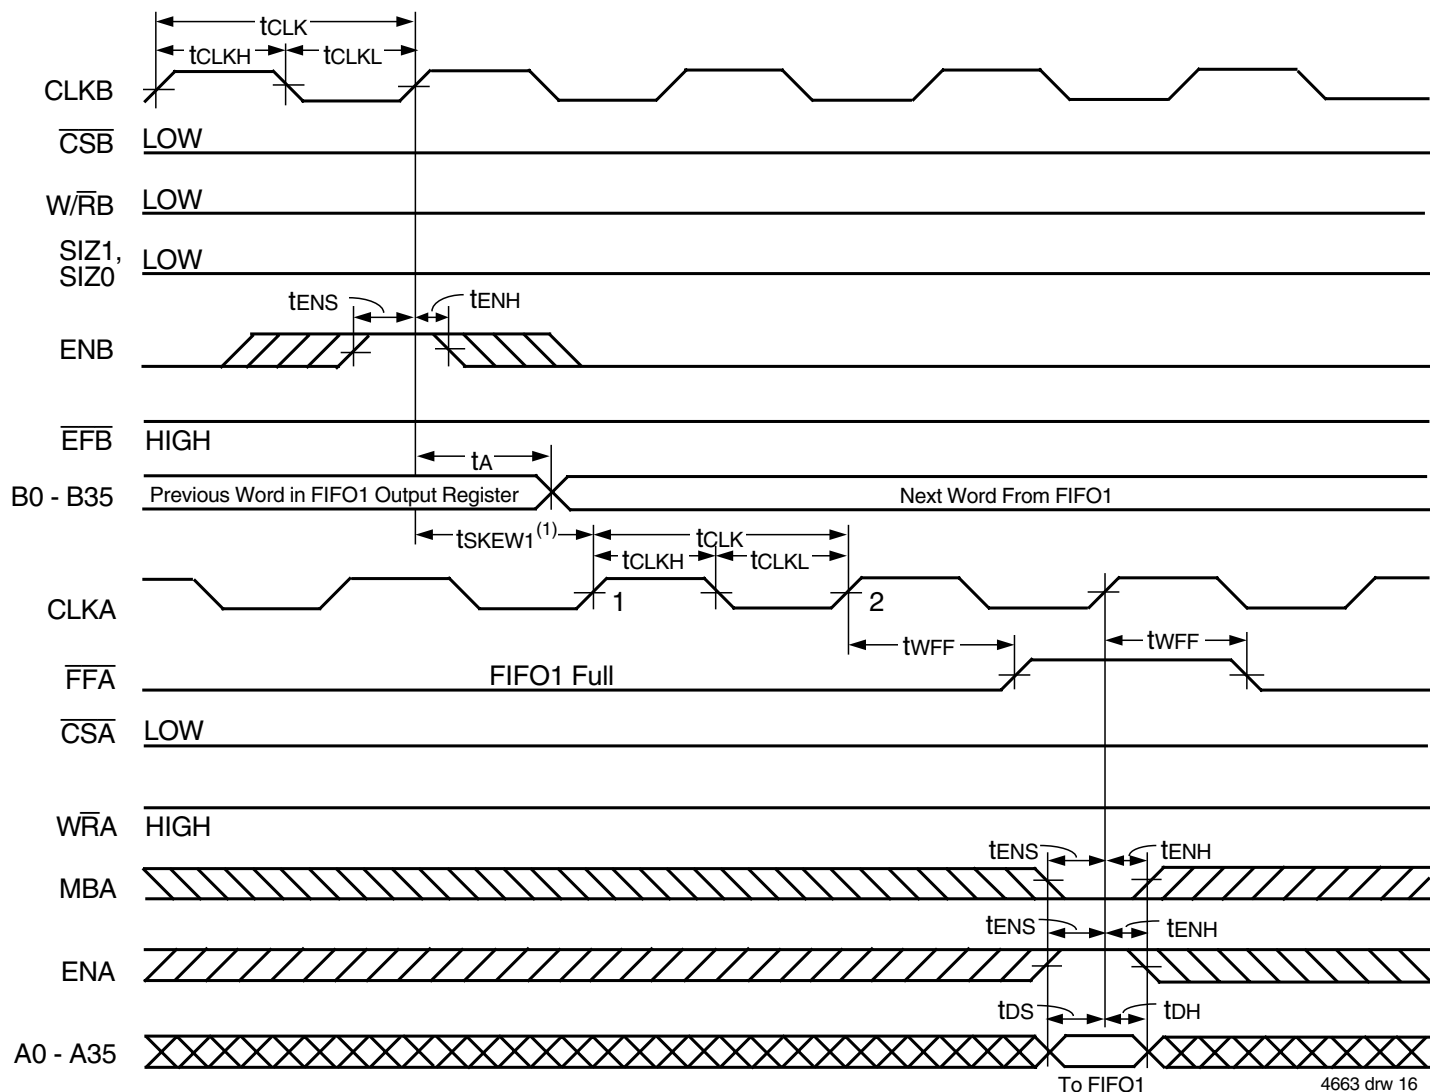 tCLK
tCLKH tCLKL
CLKB
CSB LOW
W/RB LOW
SIZ1,
SIZ0 LOW
tENS tENH
ENB
EFB HIGH
tA
B0 - B35 Previous Word in FIFO1 Output Register Next Word From FIFO1
tSKEW1(1) tCLK
tCLKH tCLKL
CLKA 1 2
tWFF tWFF
FFA FIFO1 Full
CSA LOW
WRA HIGH
tENS tENH
MBA
tENS tENH
ENA
tDS tDH
A0 - A35
To FIFO1 4663 drw 16